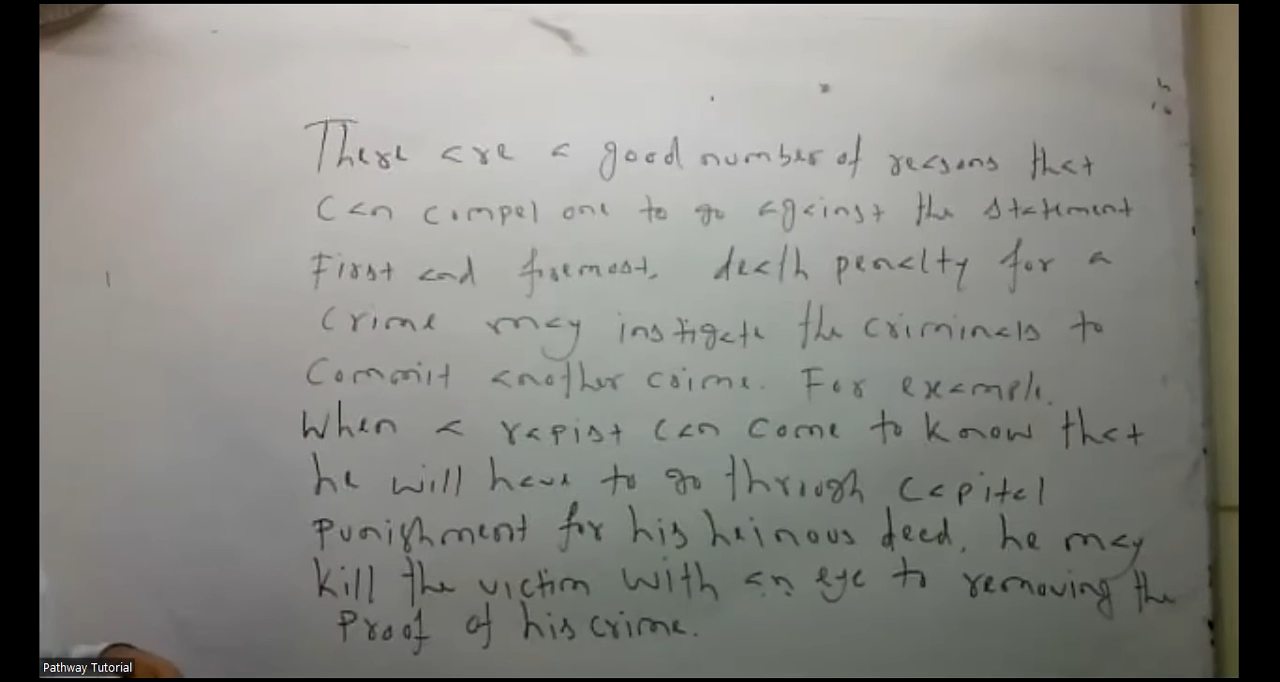 There are a good number of reasons that
can compel one to go against the statement
First and foremost, death penalty for a
crime may instigate the criminals to
commit another crime. For example,
when a rapist can come to know that
he will have to go through capital
punishment for his heinous deed, he may
kill the victim with an eye to removing the
proof of his crime.
Pathway Tutorial